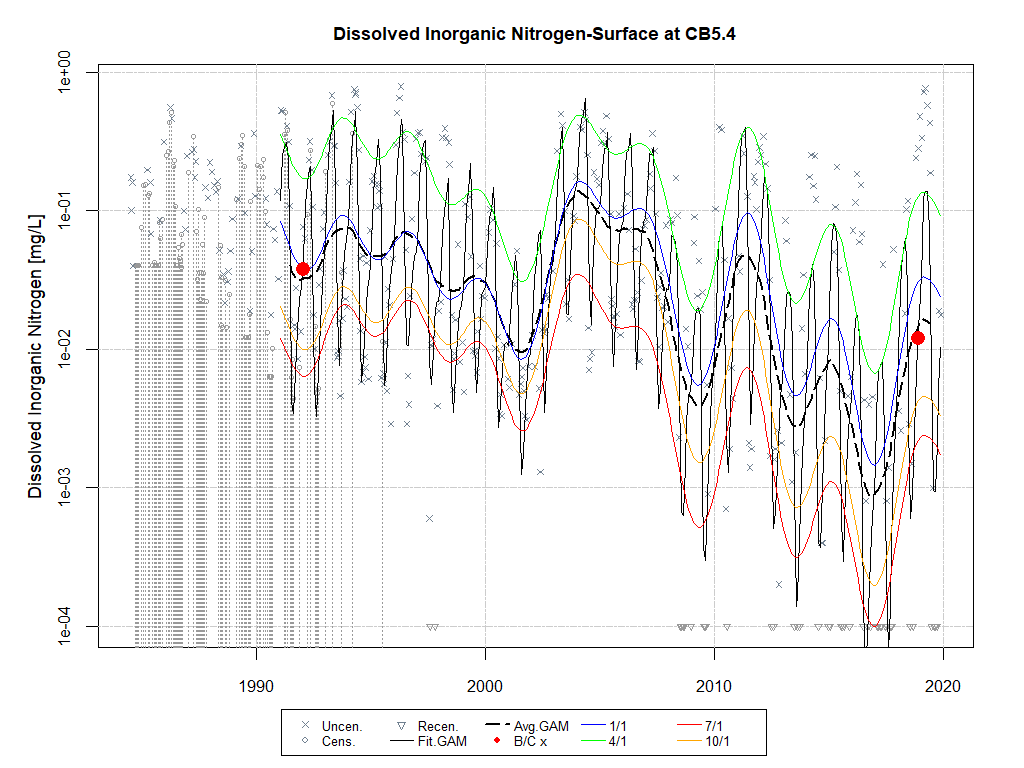 Dissolved Inorganic Nitrogen-Surface at CB5.4
Dissolved Inorganic Nitrogen [mg/L]
1e+00
1e-01
1e-02
1e-03
1e-04
1990 2000 2010 2020
Uncen. Recen. Avg.GAM 1/1 7/1
Cens. Fit.GAM B/C x 4/1 10/1